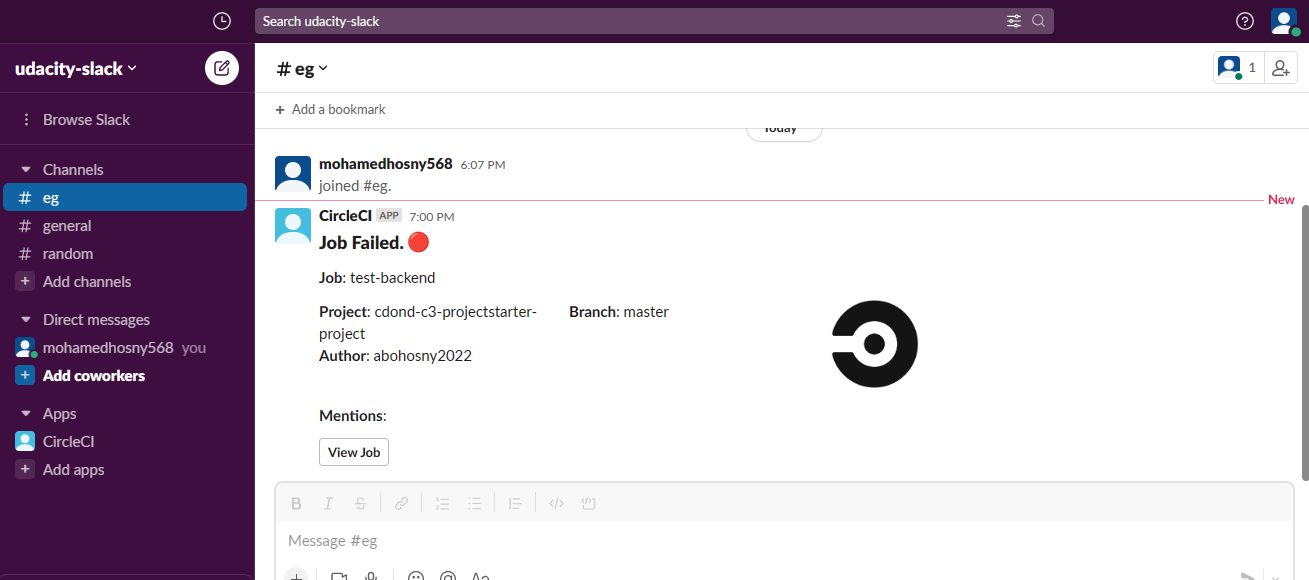 Search udacity-slack
udacity-slack
Browse Slack
Channels
# eg
# general
# random
+ Add channels
Direct messages
mohamedhosny568 you
+ Add coworkers
Apps
CircleCI
+ Add apps
# eg
1
+ Add a bookmark
Today
mohamedhosny568 6:07 PM
joined #eg.
New
CircleCI APP 7:00 PM
Job Failed. 🔴
Job: test-backend
Project: cdond-c3-projectstarter-
project
Branch: master
Author: abohosny2022
Mentions:
View Job
B I S
Message #eg
Aa